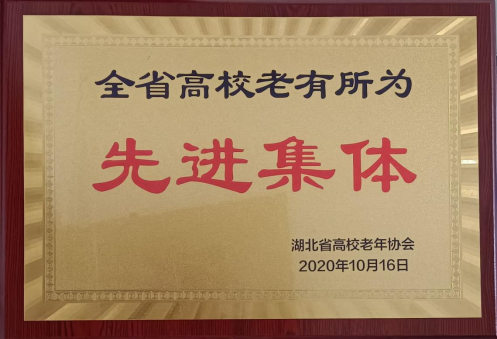 全省高校老有所为
先进集体
湖北省高校老年协会
2020年10月16日